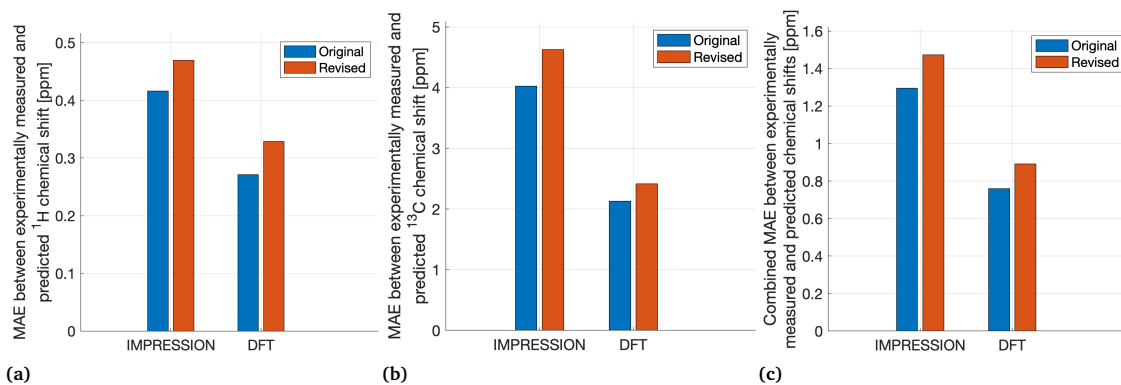 MAE between experimentally measured and
predicted ¹H chemical shift [ppm]
0.5
0.4
0.3
0.2
0.1
0
Original
Revised
IMPRESSION
DFT
(a)
MAE between experimentally measured and
predicted ¹³C chemical shift [ppm]
5
4
3
2
1
0
Original
Revised
IMPRESSION
DFT
(b)
Combined MAE between experimentally
measured and predicted chemical shifts [ppm]
1.6
1.4
1.2
1
0.8
0.6
0.4
0.2
0
Original
Revised
IMPRESSION
DFT
(c)